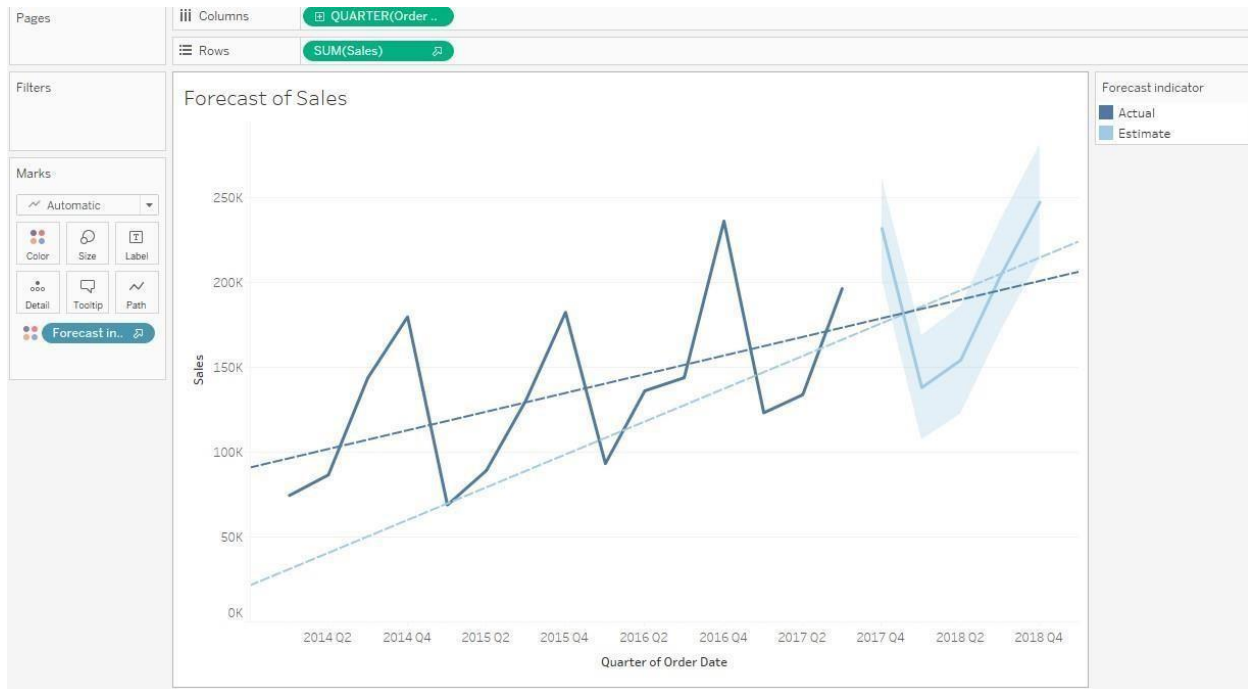 Pages
Columns
QUARTER(Order ..
Rows
SUM(Sales)
Filters
Marks
Automatic
Color
Size
Label
Detail
Tooltip
Path
Forecast in..
Forecast of Sales
Sales
250K
200K
150K
100K
50K
0K
2014 Q2
2014 Q4
2015 Q2
2015 Q4
2016 Q2
2016 Q4
2017 Q2
2017 Q4
2018 Q2
2018 Q4
Quarter of Order Date
Forecast indicator
Actual
Estimate